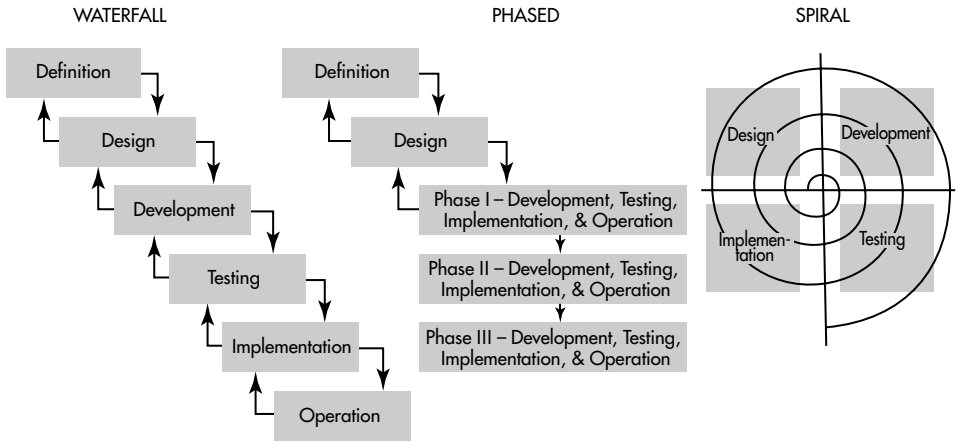 WATERFALL
Definition
Design
Development
Testing
Implementation
Operation
PHASED
Definition
Design
Phase I – Development, Testing,
Implementation, & Operation
Phase II – Development, Testing,
Implementation, & Operation
Phase III – Development, Testing,
Implementation, & Operation
SPIRAL
Design
Development
Implemen-
tation
Testing